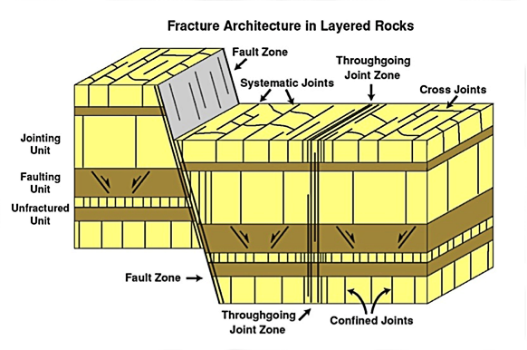 Fracture Architecture in Layered Rocks
Fault Zone
Throughgoing
Joint Zone
Systematic Joints
Cross Joints
Jointing
Unit
Faulting
Unit
Unfractured
Unit
Fault Zone
Throughgoing
Joint Zone
Confined Joints